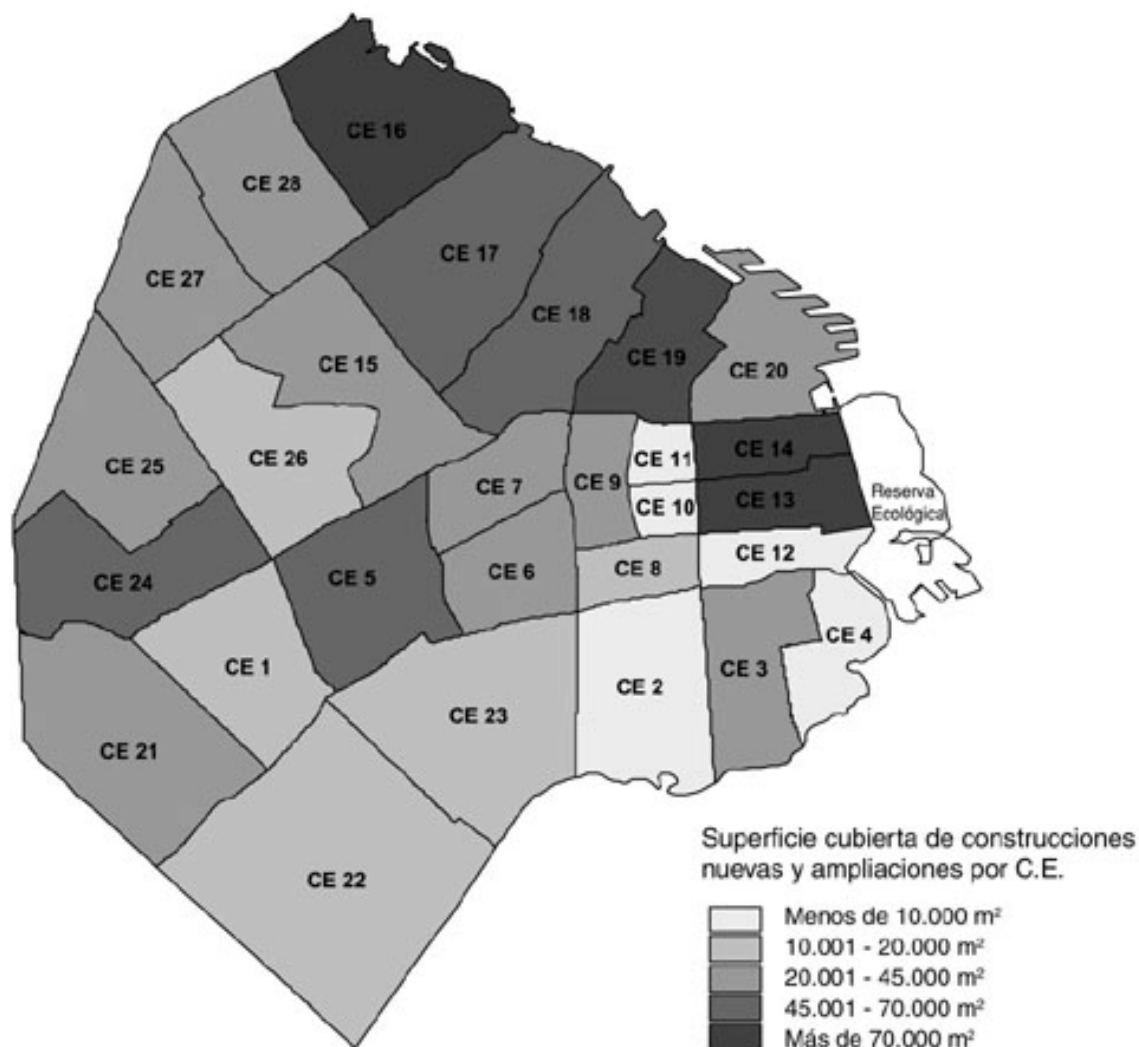 CE 16
CE 28
CE 17
CE 27
CE 18
CE 15
CE 19
CE 20
CE 14
CE 11
CE 26
CE 25
CE 7
CE 9
CE 13
Reserva
Ecológica
CE 10
CE 12
CE 6
CE 8
CE 5
CE 24
CE 4
CE 1
CE 3
CE 2
CE 23
CE 21
CE 22
Superficie cubierta de construcciones
nuevas y ampliaciones por C.E.
Menos de 10.000 m²
10.001 - 20.000 m²
20.001 - 45.000 m²
45.001 - 70.000 m²
Más de 70.000 m²